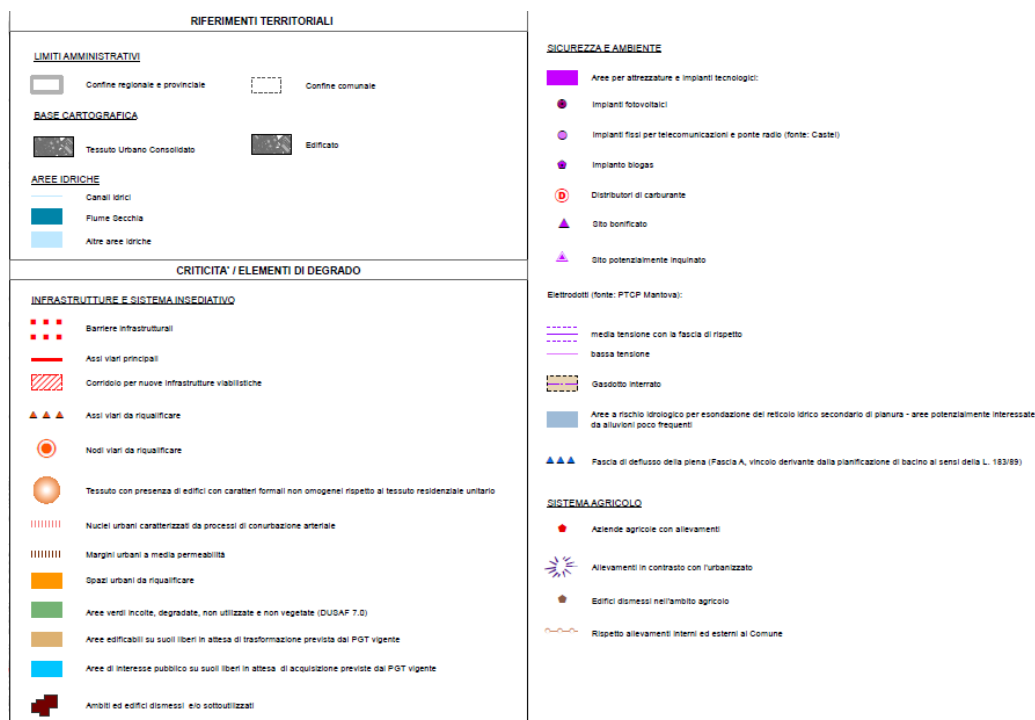 RIFERIMENTI TERRITORIALI
LIMITI AMMINISTRATIVI
Confine regionale e provinciale
Confine comunale
BASE CARTOGRAFICA
Tessuto Urbano Consolidato
Edificato
AREE IDRICHE
Canali idrici
Fiume Secchia
Altre aree idriche
CRITICITA' / ELEMENTI DI DEGRADO
INFRASTRUTTURE E SISTEMA INSEDIATIVO
Barriere infrastrutturali
Assi viari principali
Corridoio per nuove infrastrutture viabilistiche
Assi viari da riqualificare
Nodi viari da riqualificare
Tessuto con presenza di edifici con caratteri formali non omogenei rispetto al tessuto residenziale unitario
Nuclei urbani caratterizzati da processi di conurbazione arteriale
Margini urbani a media permeabilità
Spazi urbani da riqualificare
Aree verdi incolte, degradate, non utilizzate e non vegetate (DUSAF 7.0)
Aree edificabili su suoli liberi in attesa di trasformazione prevista dal PGT vigente
Aree di interesse pubblico su suoli liberi in attesa di acquisizione previste dal PGT vigente
Ambiti ed edifici dismessi e/o sottoutilizzati
SICUREZZA E AMBIENTE
Aree per attrezzature e impianti tecnologici:
Impianti fotovoltaici
Impianti fissi per telecomunicazioni e ponte radio (fonte: Castel)
Impianto biogas
D
Distributori di carburante
Sito bonificato
Sito potenzialmente inquinato
Elettrodotti (fonte: PTCP Mantova):
media tensione con la fascia di rispetto
bassa tensione
Gasdotto interrato
Aree a rischio idrologico per esondazione del reticolo idrico secondario di pianura - aree potenzialmente interessate
da alluvioni poco frequenti
Fascia di deflusso della piena (Fascia A, vincolo derivante dalla pianificazione di bacino ai sensi della L. 183/89)
SISTEMA AGRICOLO
Aziende agricole con allevamenti
Allevamenti in contrasto con l'urbanizzato
Edifici dismessi nell'ambito agricolo
Rispetto allevamenti interni ed esterni al Comune